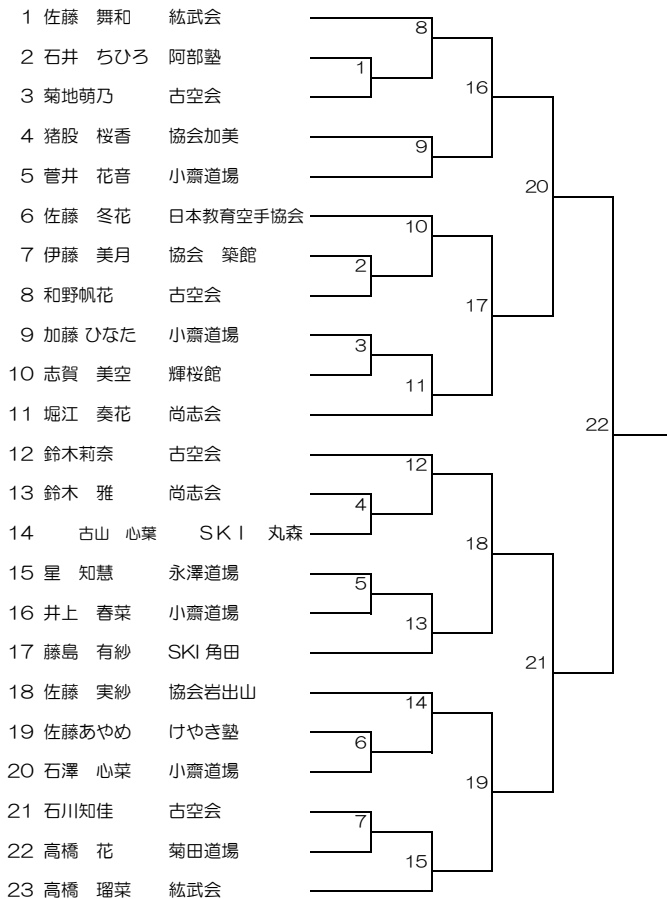 1 佐藤 舞和 紘武会
8
2 石井 ちひろ 阿部塾
1
16
3 菊地萌乃 古空会
4 猪股 桜香 協会加美
9
5 菅井 花音 小齋道場
20
6 佐藤 冬花 日本教育空手協会
10
7 伊藤 美月 協会 築館
2
8 和野帆花 古空会
17
9 加藤 ひなた 小齋道場
3
10 志賀 美空 輝桜館
11
11 堀江 奏花 尚志会
22
12 鈴木莉奈 古空会
12
13 鈴木 雅 尚志会
4
14 古山 心葉 SKI 丸森
18
15 星 知慧 永澤道場
5
16 井上 春菜 小齋道場
13
17 藤島 有紗 SKI 角田
21
18 佐藤 実紗 協会岩出山
14
19 佐藤あやめ けやき塾
6
20 石澤 心菜 小齋道場
19
21 石川知佳 古空会
7
22 高橋 花 菊田道場
15
23 高橋 瑠菜 紘武会